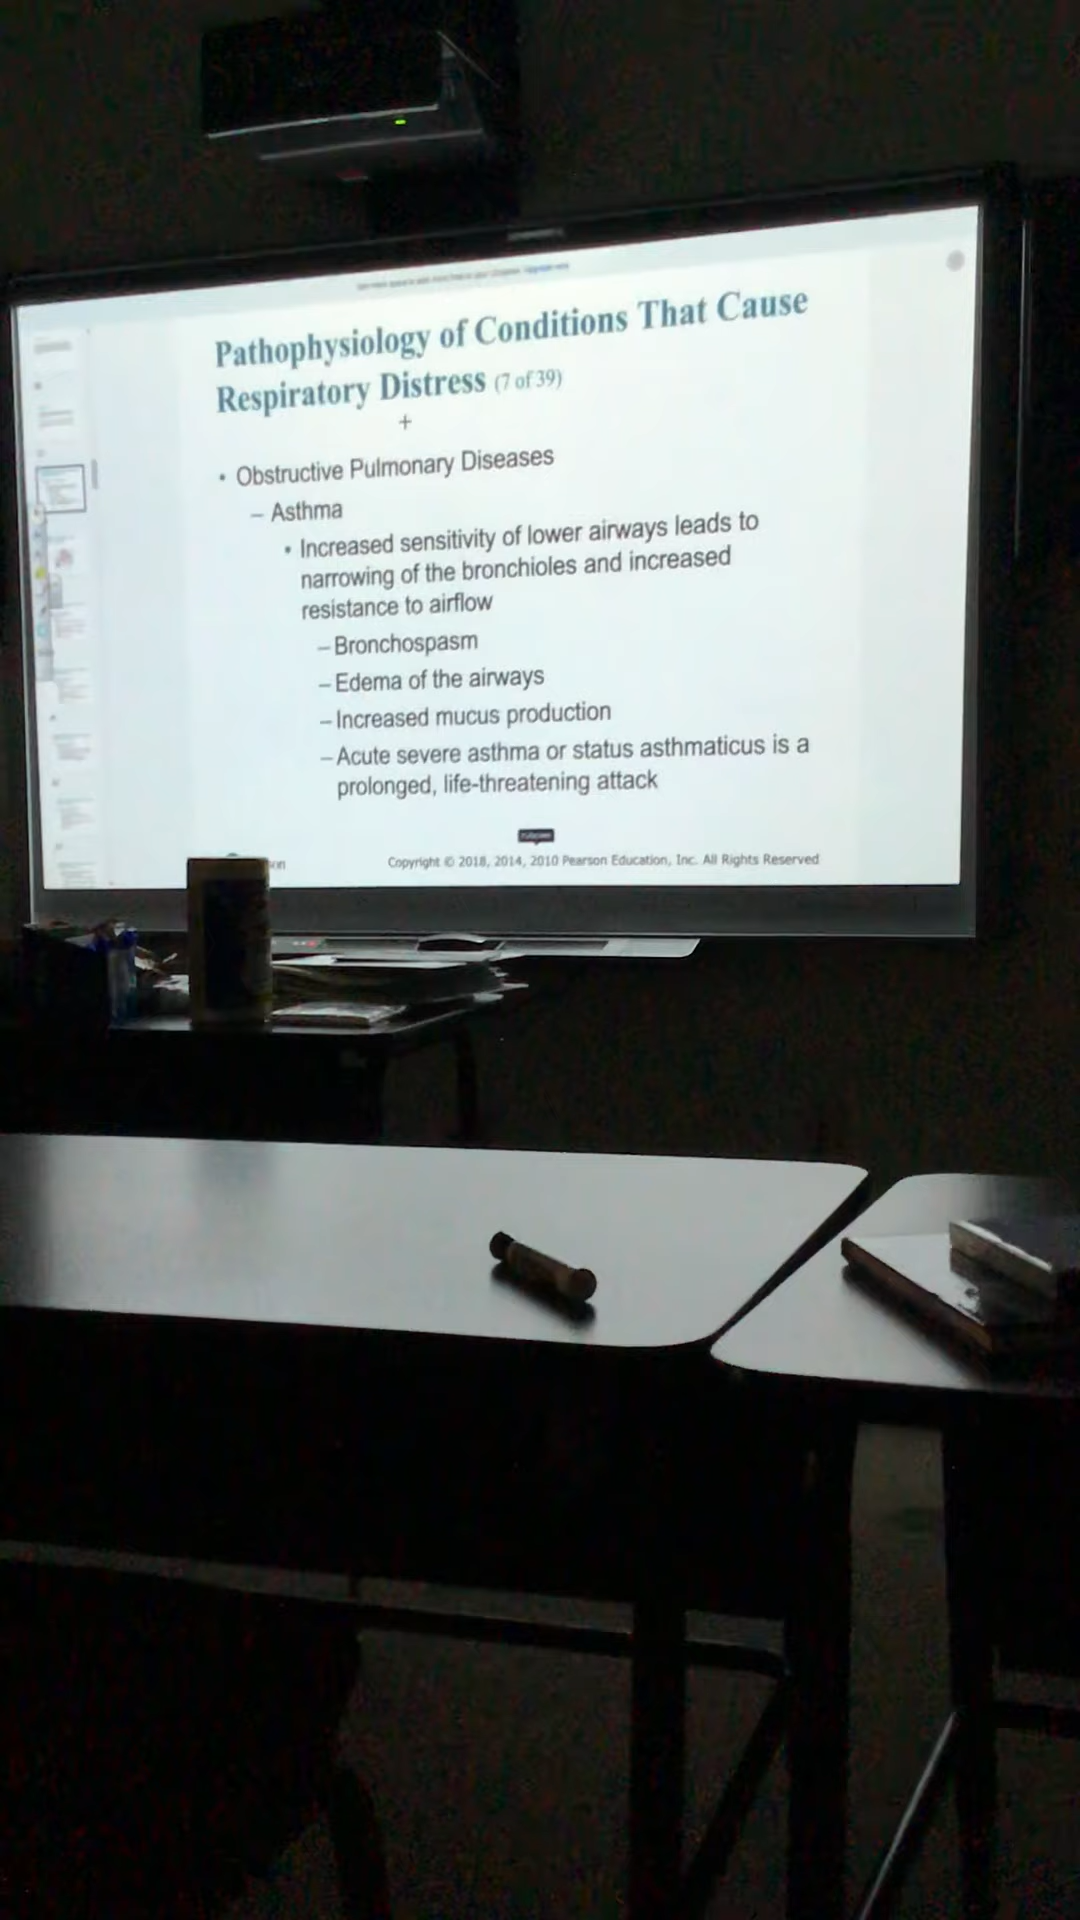 Pathophysiology of Conditions That Cause
Respiratory Distress (7 of 39)
• Obstructive Pulmonary Diseases
– Asthma
• Increased sensitivity of lower airways leads to
narrowing of the bronchioles and increased
resistance to airflow
– Bronchospasm
– Edema of the airways
– Increased mucus production
– Acute severe asthma or status asthmaticus is a
prolonged, life-threatening attack
Copyright © 2018, 2014, 2010 Pearson Education, Inc. All Rights Reserved